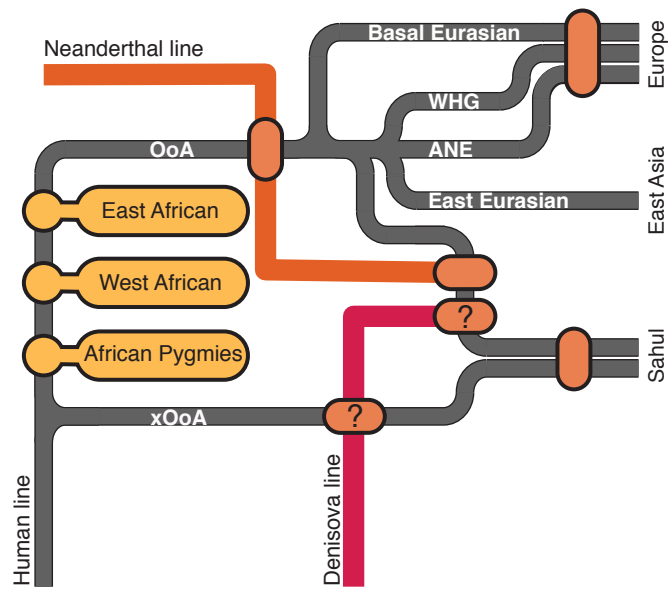 Neanderthal line
Basal Eurasian
Europe
WHG
OoA
ANE
East African
East Eurasian
East Asia
West African
?
African Pygmies
Sahul
xOoA
?
Human line
Denisova line